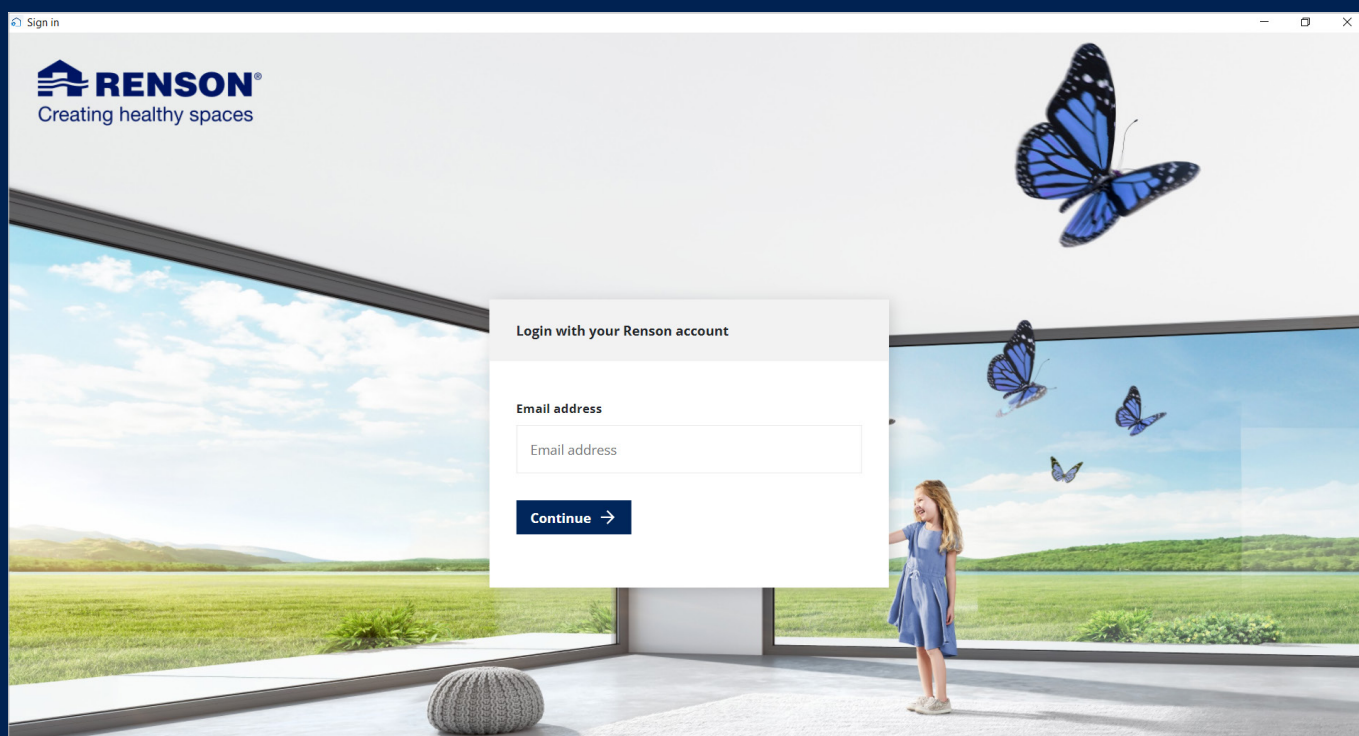 Sign in
RENSON®
Creating healthy spaces
Login with your Renson account
Email address
Email address
Continue →